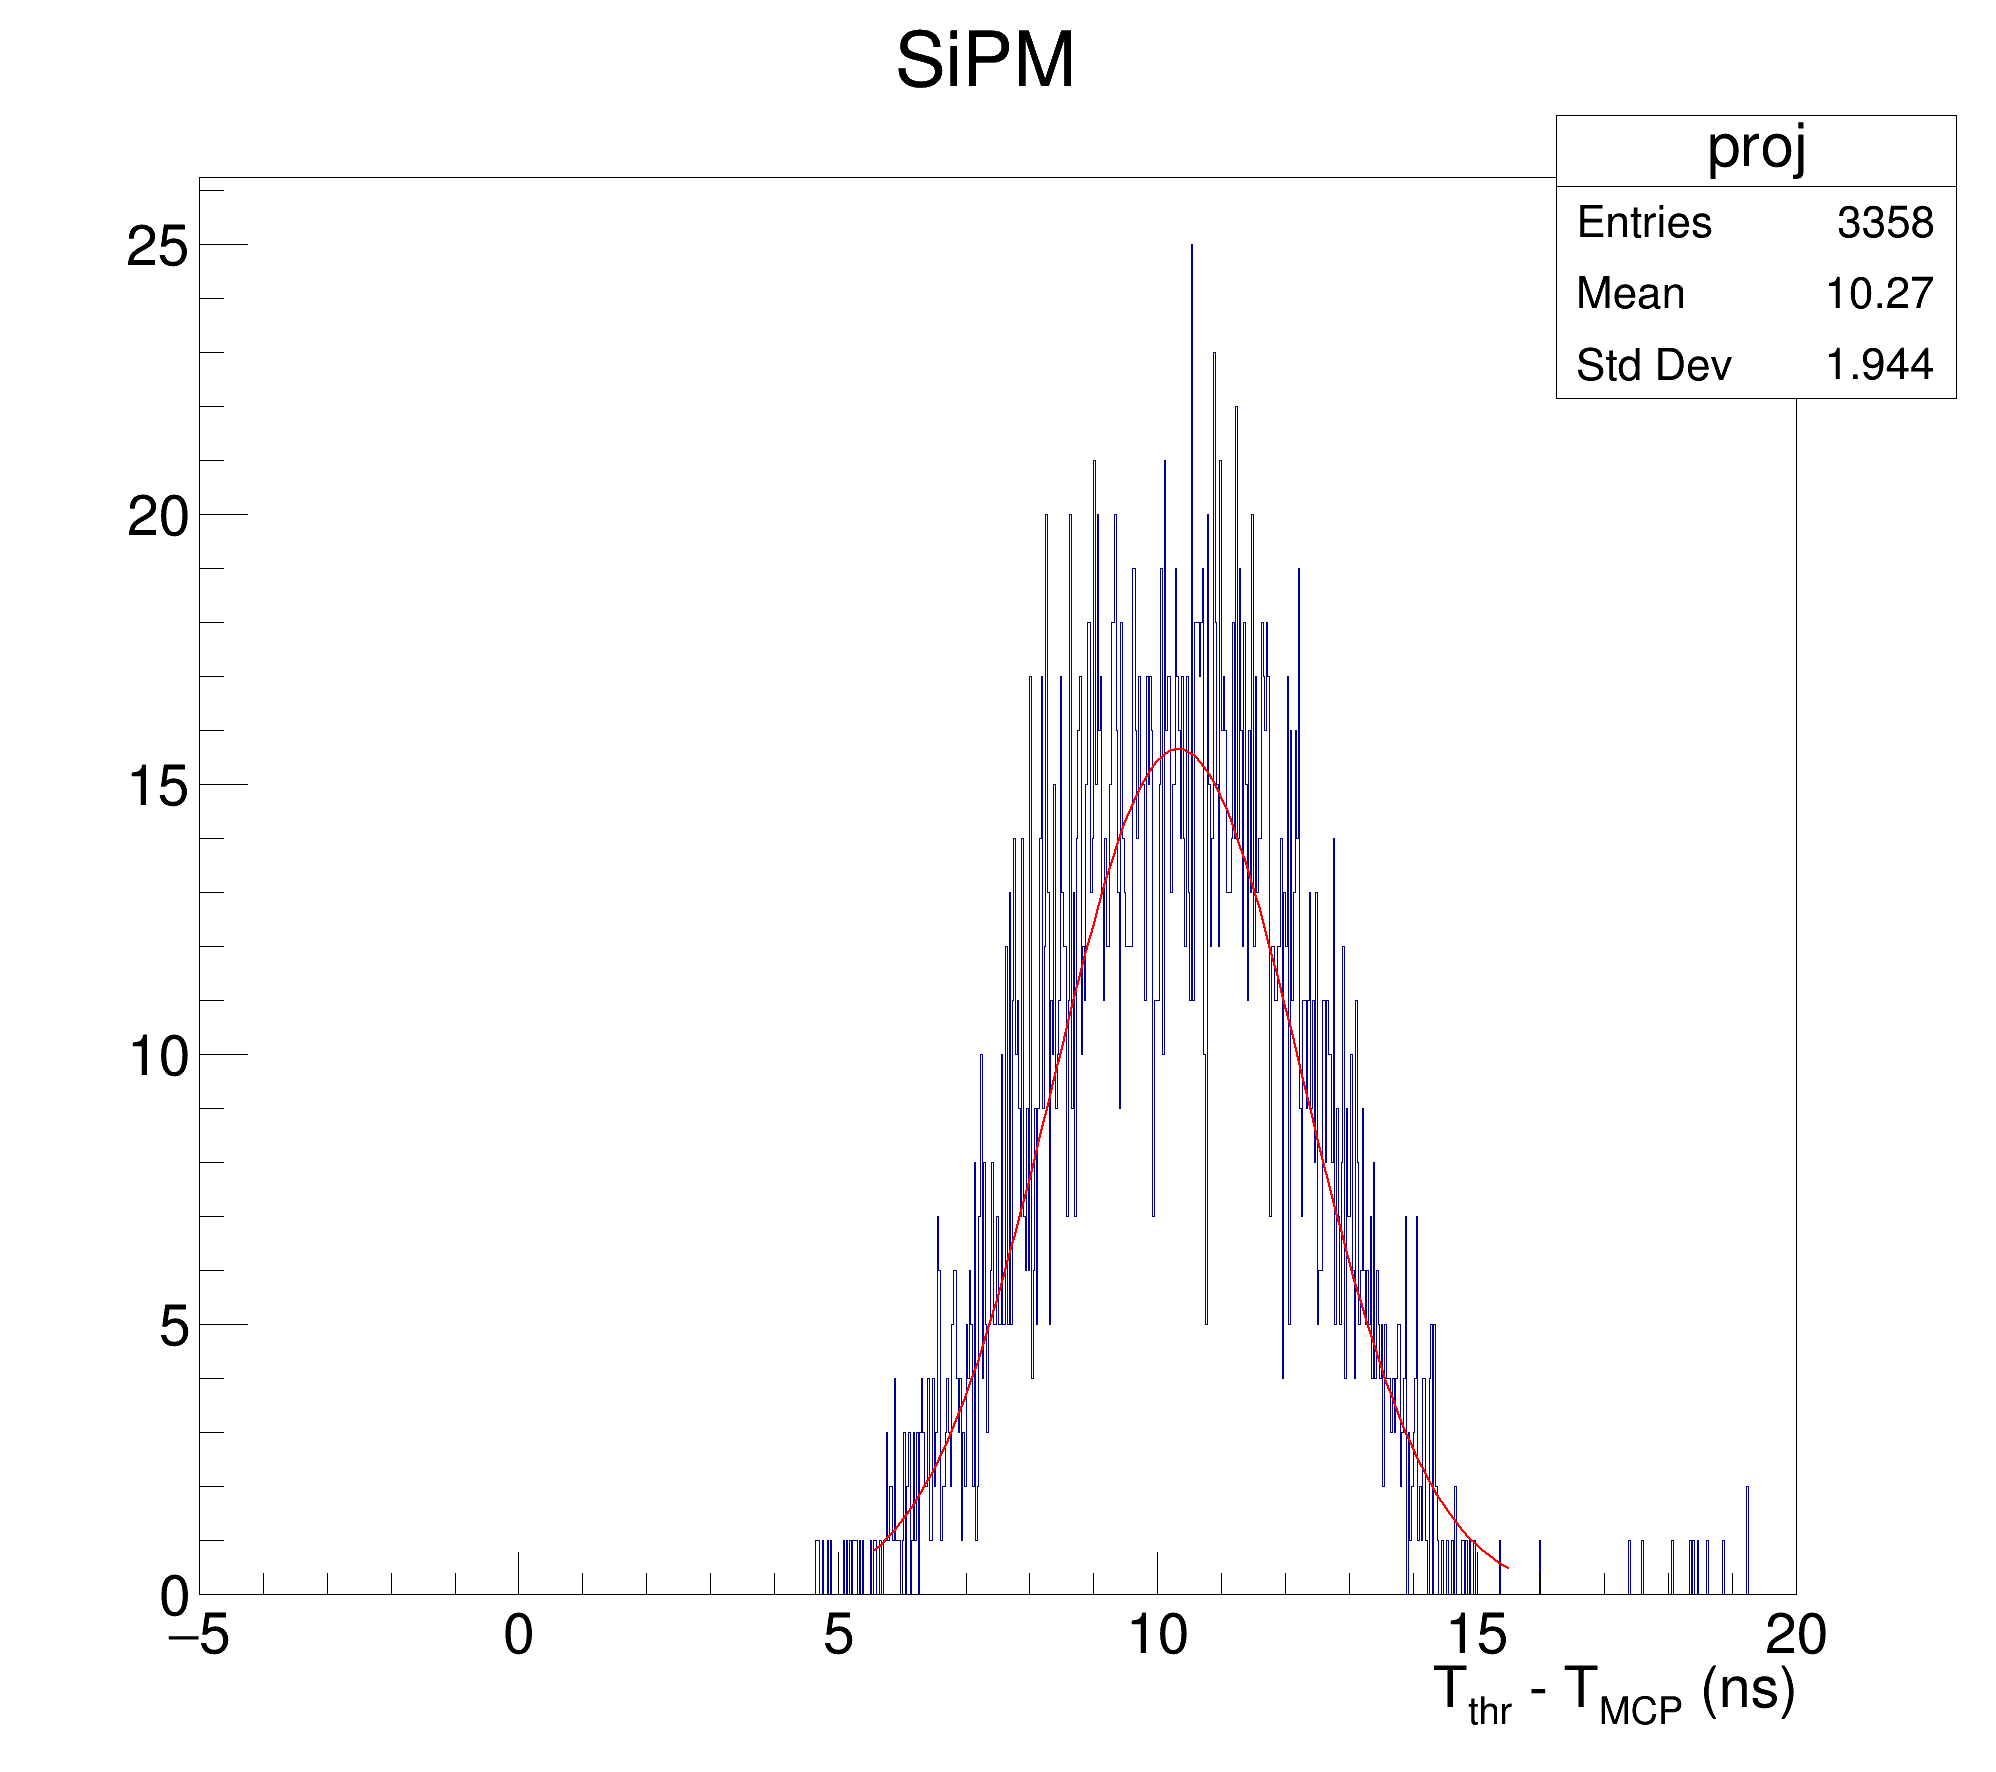 SiPM
proj
Entries 3358
Mean 10.27
Std Dev 1.944
25
20
15
10
5
0
−5 0 5 10 15 20
T_thr - T_MCP (ns)